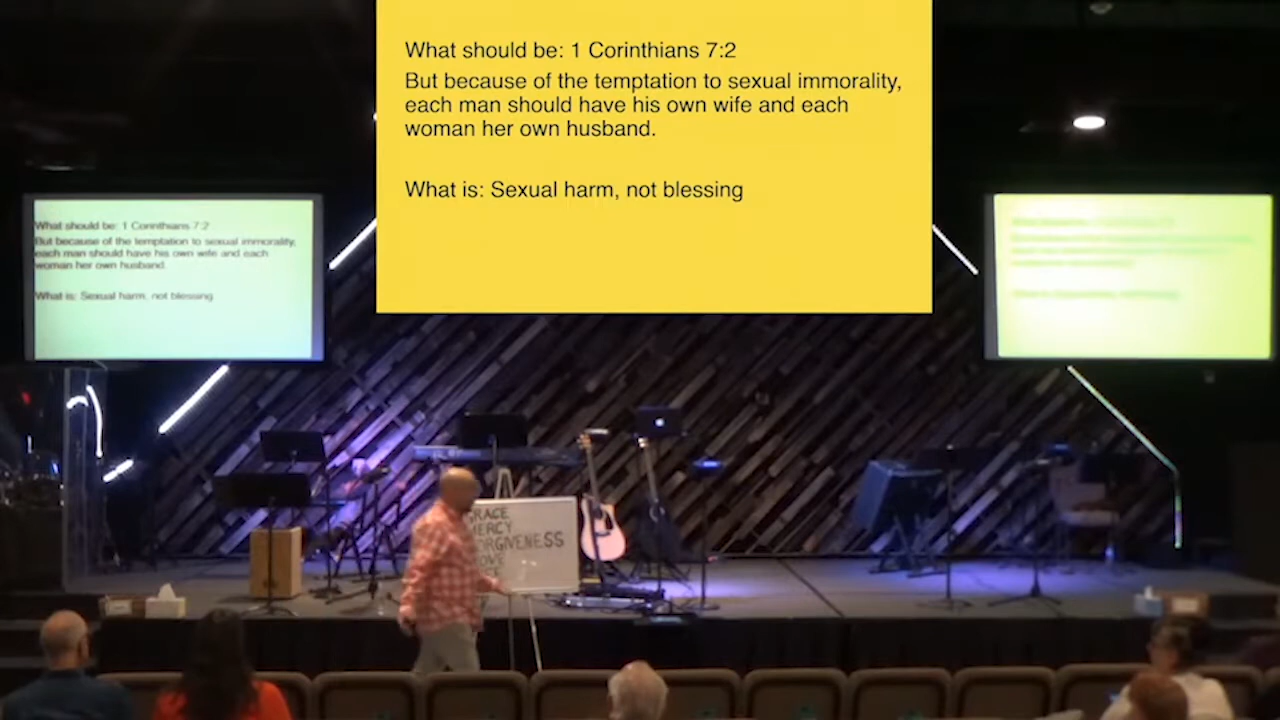 What should be: 1 Corinthians 7:2
But because of the temptation to sexual immorality,
each man should have his own wife and each
woman her own husband.
What is: Sexual harm, not blessing
What should be: 1 Corinthians 7:2
But because of the temptation to sexual immorality,
each man should have his own wife and each
woman her own husband.
What is: Sexual harm, not blessing
RACE
ERCY
RGIVENESS
OVE